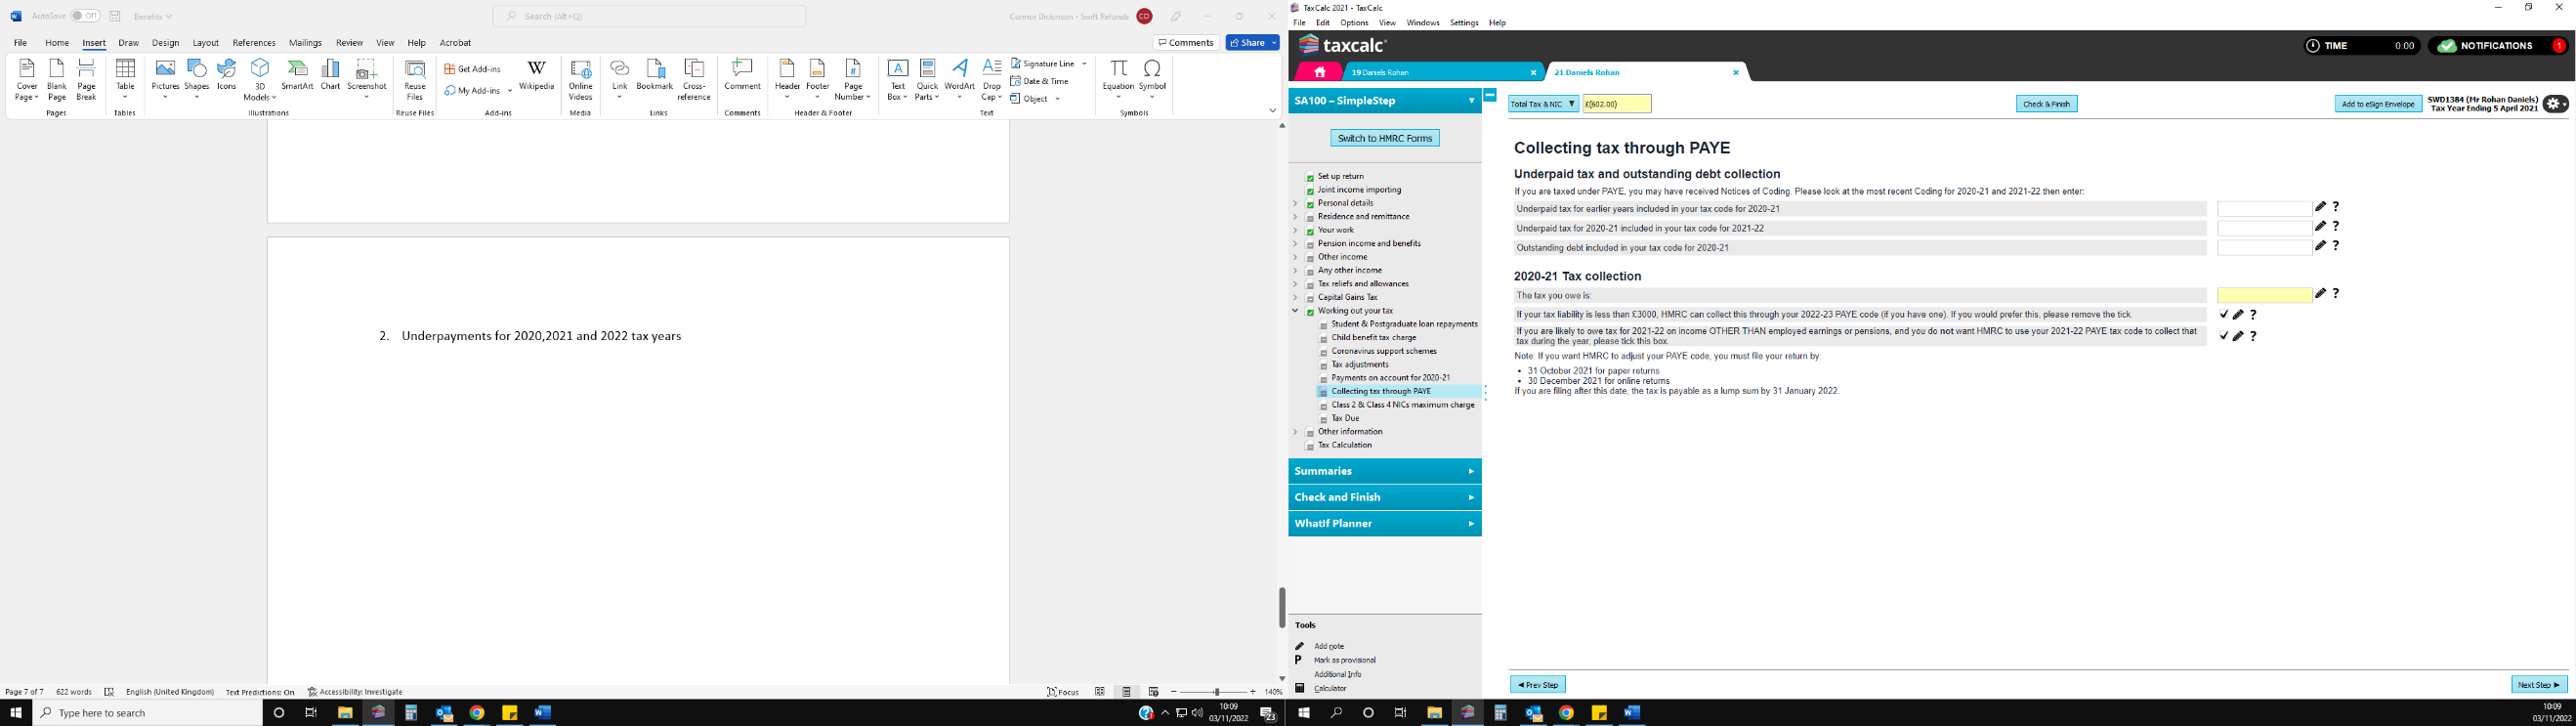 AutoSave Off Benefits Search (Alt+Q) Connor Dickinson - Swift Refunds CD
File Home Insert Draw Design Layout References Mailings Review View Help Acrobat Comments Share
Cover Page Blank Page Page Break Table Pictures Shapes Icons 3D Models SmartArt Chart Screenshot Reuse Files Get Add-ins My Add-ins Wikipedia Online Videos Link Bookmark Cross-reference Comment Header Footer Page Number Text Box Quick Parts WordArt Drop Cap Signature Line Date & Time Object Equation Symbol
Pages Tables Illustrations Reuse Files Add-ins Media Links Comments Header & Footer Text Symbols
2. Underpayments for 2020,2021 and 2022 tax years
Page 7 of 7 622 words English (United Kingdom) Text Predictions: On Accessibility: Investigate Focus 140%
Type here to search 10:09 03/11/2022 23
TaxCalc 2021 - TaxCalc
File Edit Options View Windows Settings Help
taxcalc TIME 0:00 NOTIFICATIONS 1
19 Daniels Rohan 21 Daniels Rohan
SA100 – SimpleStep
Switch to HMRC Forms
Set up return
Joint income importing
Personal details
Residence and remittance
Your work
Pension income and benefits
Other income
Any other income
Tax reliefs and allowances
Capital Gains Tax
Working out your tax
Student & Postgraduate loan repayments
Child benefit tax charge
Coronavirus support schemes
Tax adjustments
Payments on account for 2020-21
Collecting tax through PAYE
Class 2 & Class 4 NICs maximum charge
Tax Due
Other information
Tax Calculation
Summaries
Check and Finish
WhatIf Planner
Tools
Add note
P Mark as provisional
Additional Info
Calculator
Total Tax & NIC £(602.00) Check & Finish Add to eSign Envelope SWD1384 (Mr Rohan Daniels)
Tax Year Ending 5 April 2021
Collecting tax through PAYE
Underpaid tax and outstanding debt collection
If you are taxed under PAYE, you may have received Notices of Coding. Please look at the most recent Coding for 2020-21 and 2021-22 then enter:
Underpaid tax for earlier years included in your tax code for 2020-21 ?
Underpaid tax for 2020-21 included in your tax code for 2021-22 ?
Outstanding debt included in your tax code for 2020-21 ?
2020-21 Tax collection
The tax you owe is: ?
If your tax liability is less than £3000, HMRC can collect this through your 2022-23 PAYE code (if you have one). If you would prefer this, please remove the tick. ?
If you are likely to owe tax for 2021-22 on income OTHER THAN employed earnings or pensions, and you do not want HMRC to use your 2021-22 PAYE tax code to collect that
tax during the year, please tick this box. ?
Note: If you want HMRC to adjust your PAYE code, you must file your return by:
• 31 October 2021 for paper returns
• 30 December 2021 for online returns
If you are filing after this date, the tax is payable as a lump sum by 31 January 2022.
Prev Step Next Step
10:09
03/11/2022